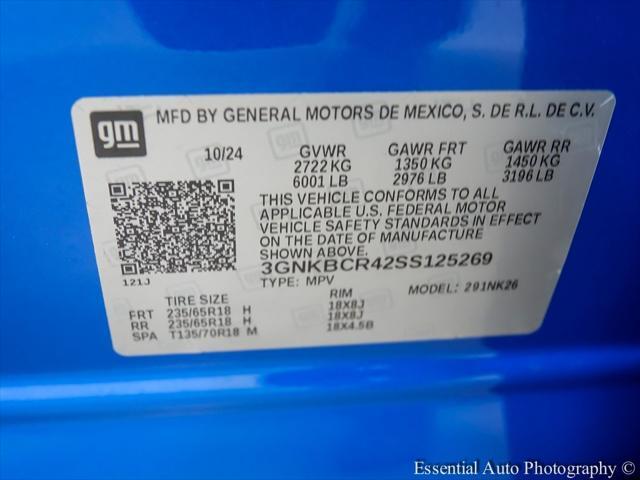 gm MFD BY GENERAL MOTORS DE MEXICO, S. DE R.L. DE C.V.
10/24 GVWR GAWR FRT GAWR RR
2722 KG 1350 KG 1450 KG
6001 LB 2976 LB 3196 LB
THIS VEHICLE CONFORMS TO ALL
APPLICABLE U.S. FEDERAL MOTOR
VEHICLE SAFETY STANDARDS IN EFFECT
ON THE DATE OF MANUFACTURE
SHOWN ABOVE.
3GNKBCR42SS125269
121J TYPE: MPV MODEL: 291NK26
TIRE SIZE RIM
FRT 235/65R18 H 18X8J
RR 235/65R18 H 18X8J
SPA T135/70R18 M 18X4.5B
Essential Auto Photography ©